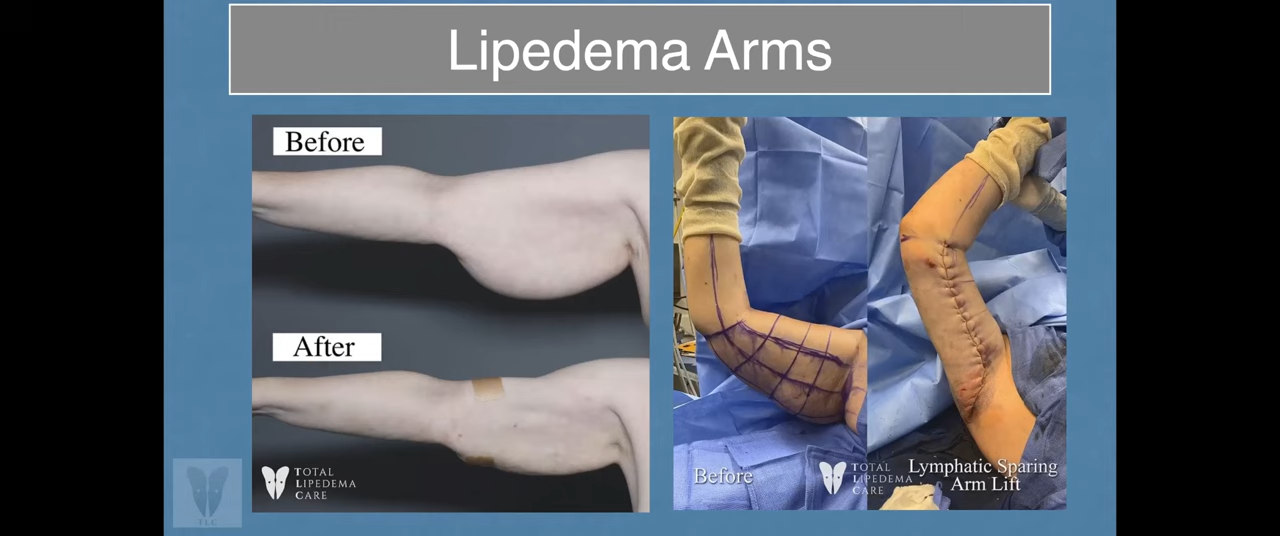 Lipedema Arms
Before
After
TOTAL
LIPEDEMA
CARE
TLC
Before
TOTAL
LIPEDEMA
CARE
Lymphatic Sparing
Arm Lift